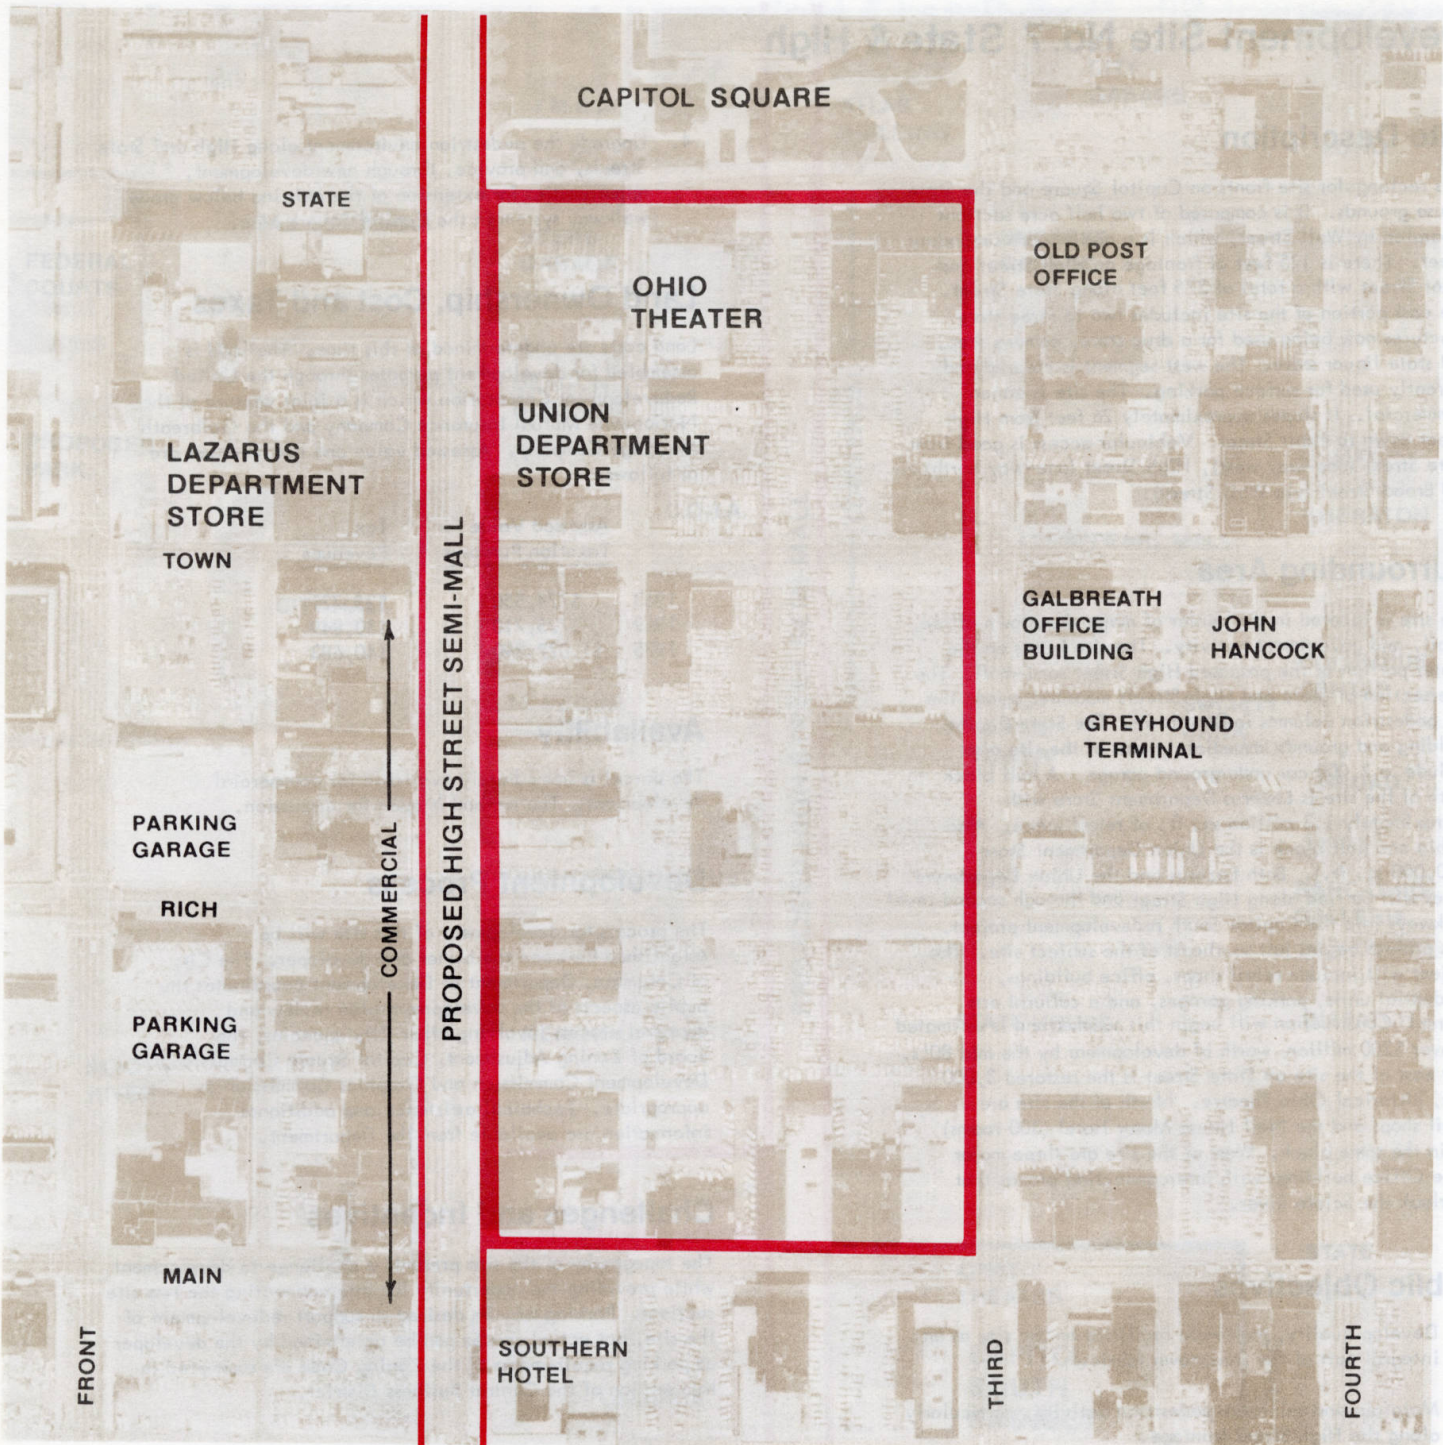 CAPITOL SQUARE
STATE
OLD POST
OFFICE
OHIO
THEATER
UNION
DEPARTMENT
STORE
LAZARUS
DEPARTMENT
STORE
TOWN
PROPOSED HIGH STREET SEMI-MALL
GALBREATH
OFFICE
BUILDING
JOHN
HANCOCK
GREYHOUND
TERMINAL
PARKING
GARAGE
COMMERCIAL
RICH
PARKING
GARAGE
MAIN
FRONT
SOUTHERN
HOTEL
THIRD
FOURTH